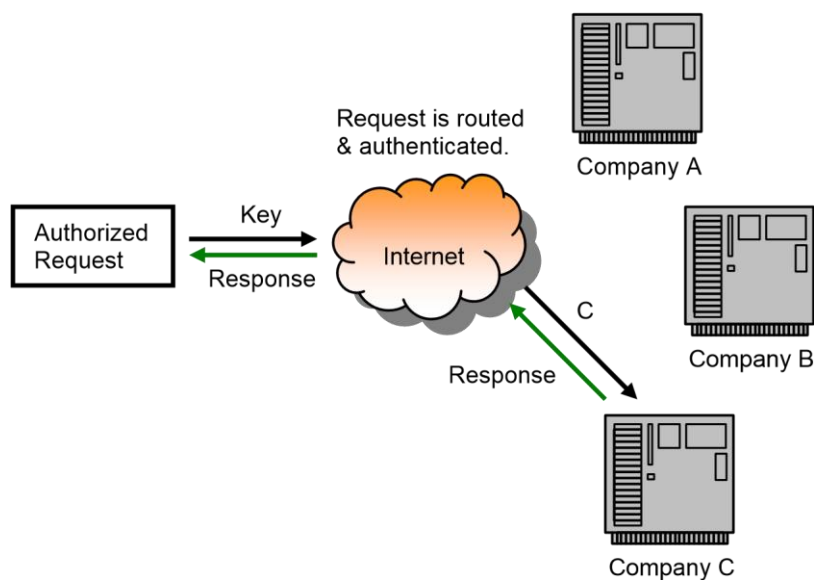 Request is routed
& authenticated.
Company A
Key
Authorized
Request
Internet
Response
C
Company B
Response
Company C